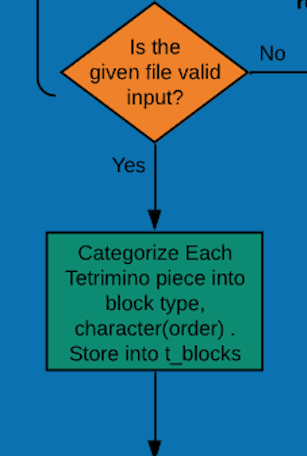 Is the
given file valid
input?
No
Yes
Categorize Each
Tetrimino piece into
block type,
character(order) .
Store into t_blocks